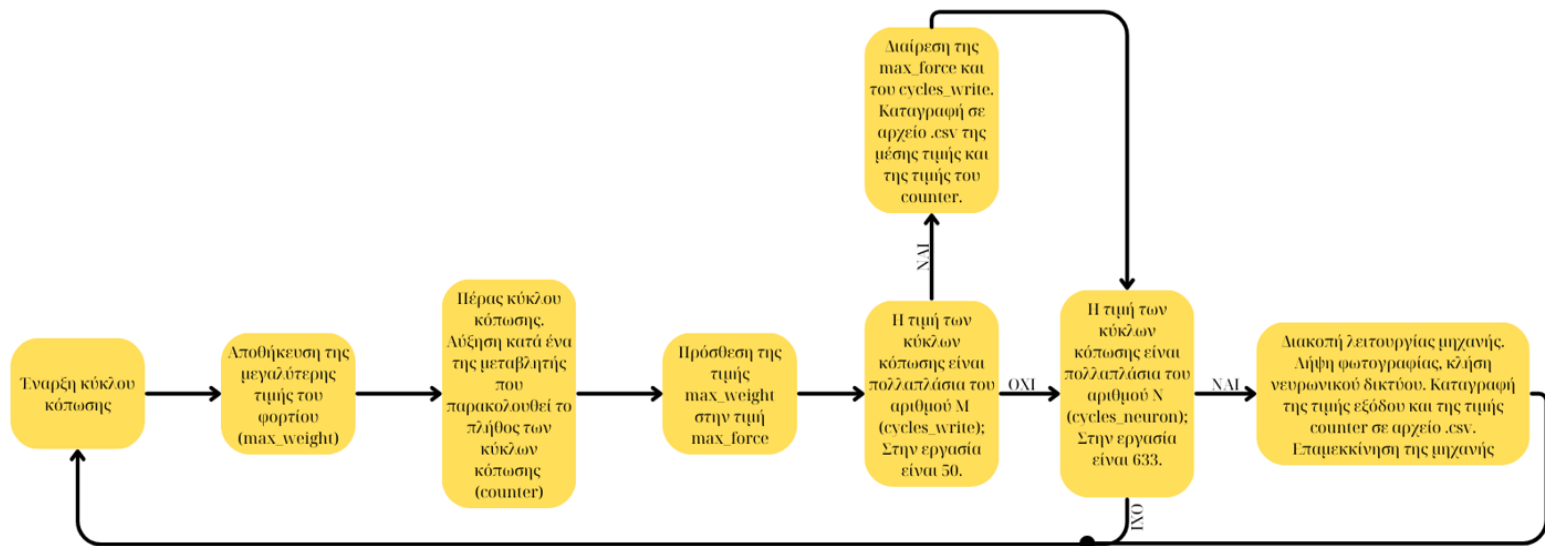 Έναρξη κύκλου
κόπωσης
Αποθήκευση της
μεγαλύτερης
τιμής του
φορτίου
(max_weight)
Πέρας κύκλου
κόπωσης.
Αύξηση κατά ένα
της μεταβλητής
που
παρακολουθεί το
πλήθος των
κύκλων
κόπωσης
(counter)
Πρόσθεση της
τιμής
max_weight
στην τιμή
max_force
Η τιμή των
κύκλων
κόπωσης είναι
πολλαπλάσια του
αριθμού M
(cycles_write);
Στην εργασία
είναι 50.
ΝΑΙ
Διαίρεση της
max_force και
του cycles_write.
Καταγραφή σε
αρχείο .csv της
μέσης τιμής και
της τιμής του
counter.
ΟΧΙ
Η τιμή των
κύκλων
κόπωσης είναι
πολλαπλάσια του
αριθμού N
(cycles_neuron);
Στην εργασία
είναι 633.
ΝΑΙ
Διακοπή λειτουργίας μηχανής.
Λήψη φωτογραφίας, κλήση
νευρωνικού δικτύου. Καταγραφή
της τιμής εξόδου και της τιμής
counter σε αρχείο .csv.
Επαμεκκίνηση της μηχανής
ΟΧΙ